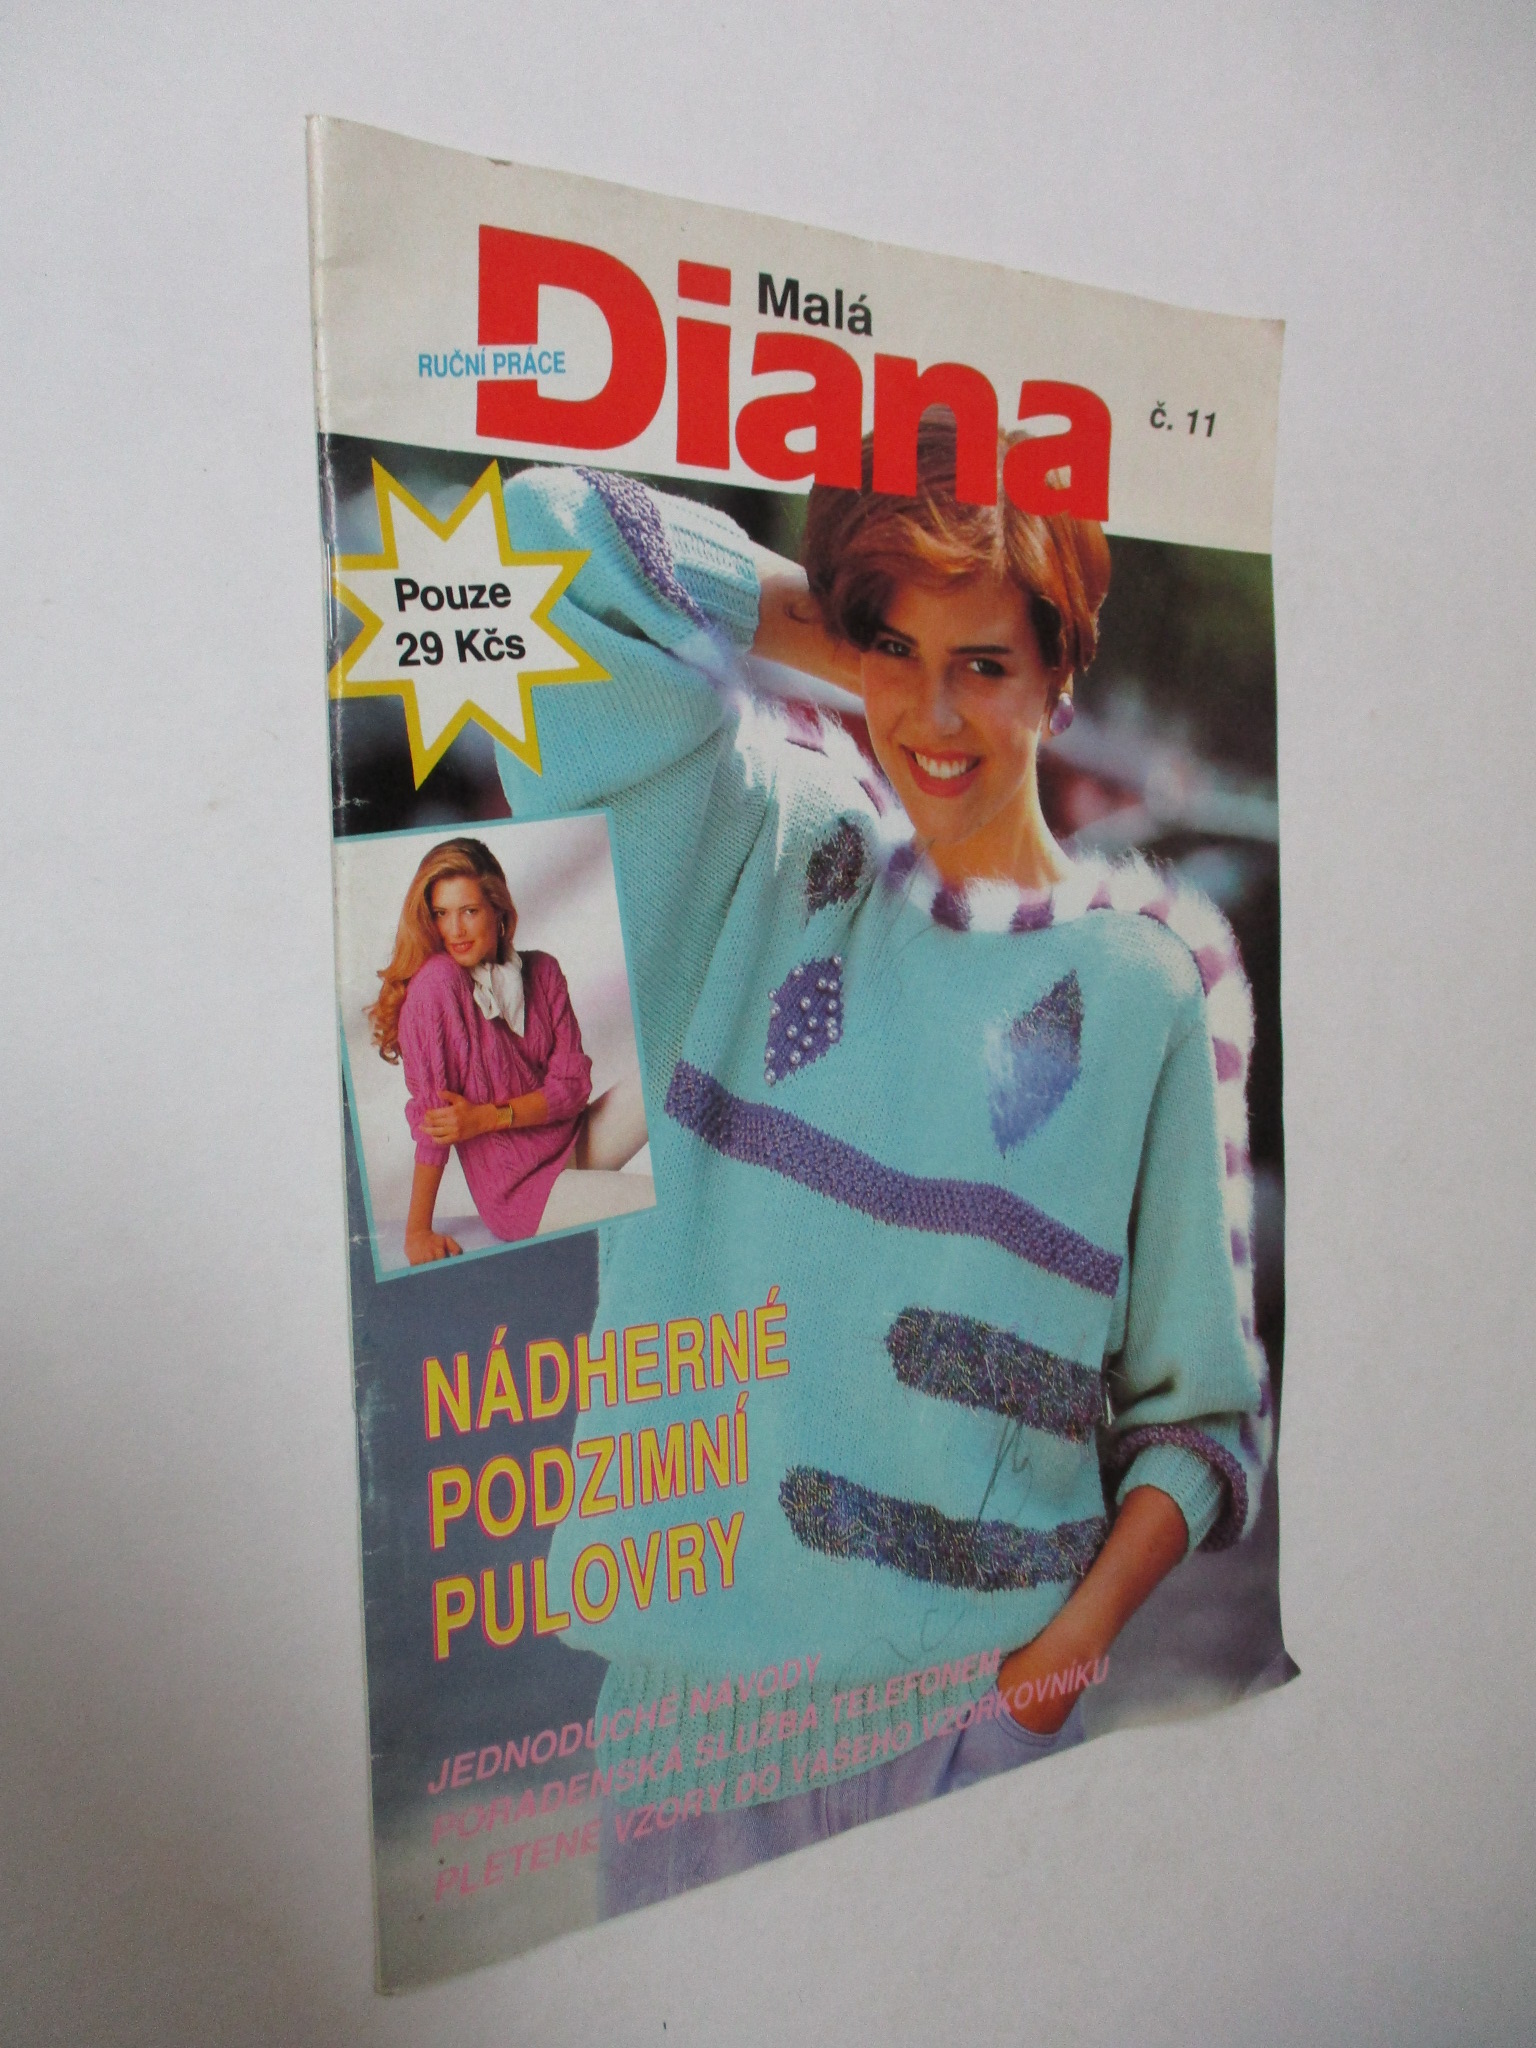 Malá
Diana
RUČNÍ PRÁCE
č. 11
Pouze
29 Kčs
NÁDHERNÉ
PODZIMNÍ
PULOVRY
JEDNODUCHÉ NÁVODY
PORADENSKÁ SLUŽBA TELEFONEM
PLETENÉ VZORY DO VAŠEHO VZORKOVNÍKU